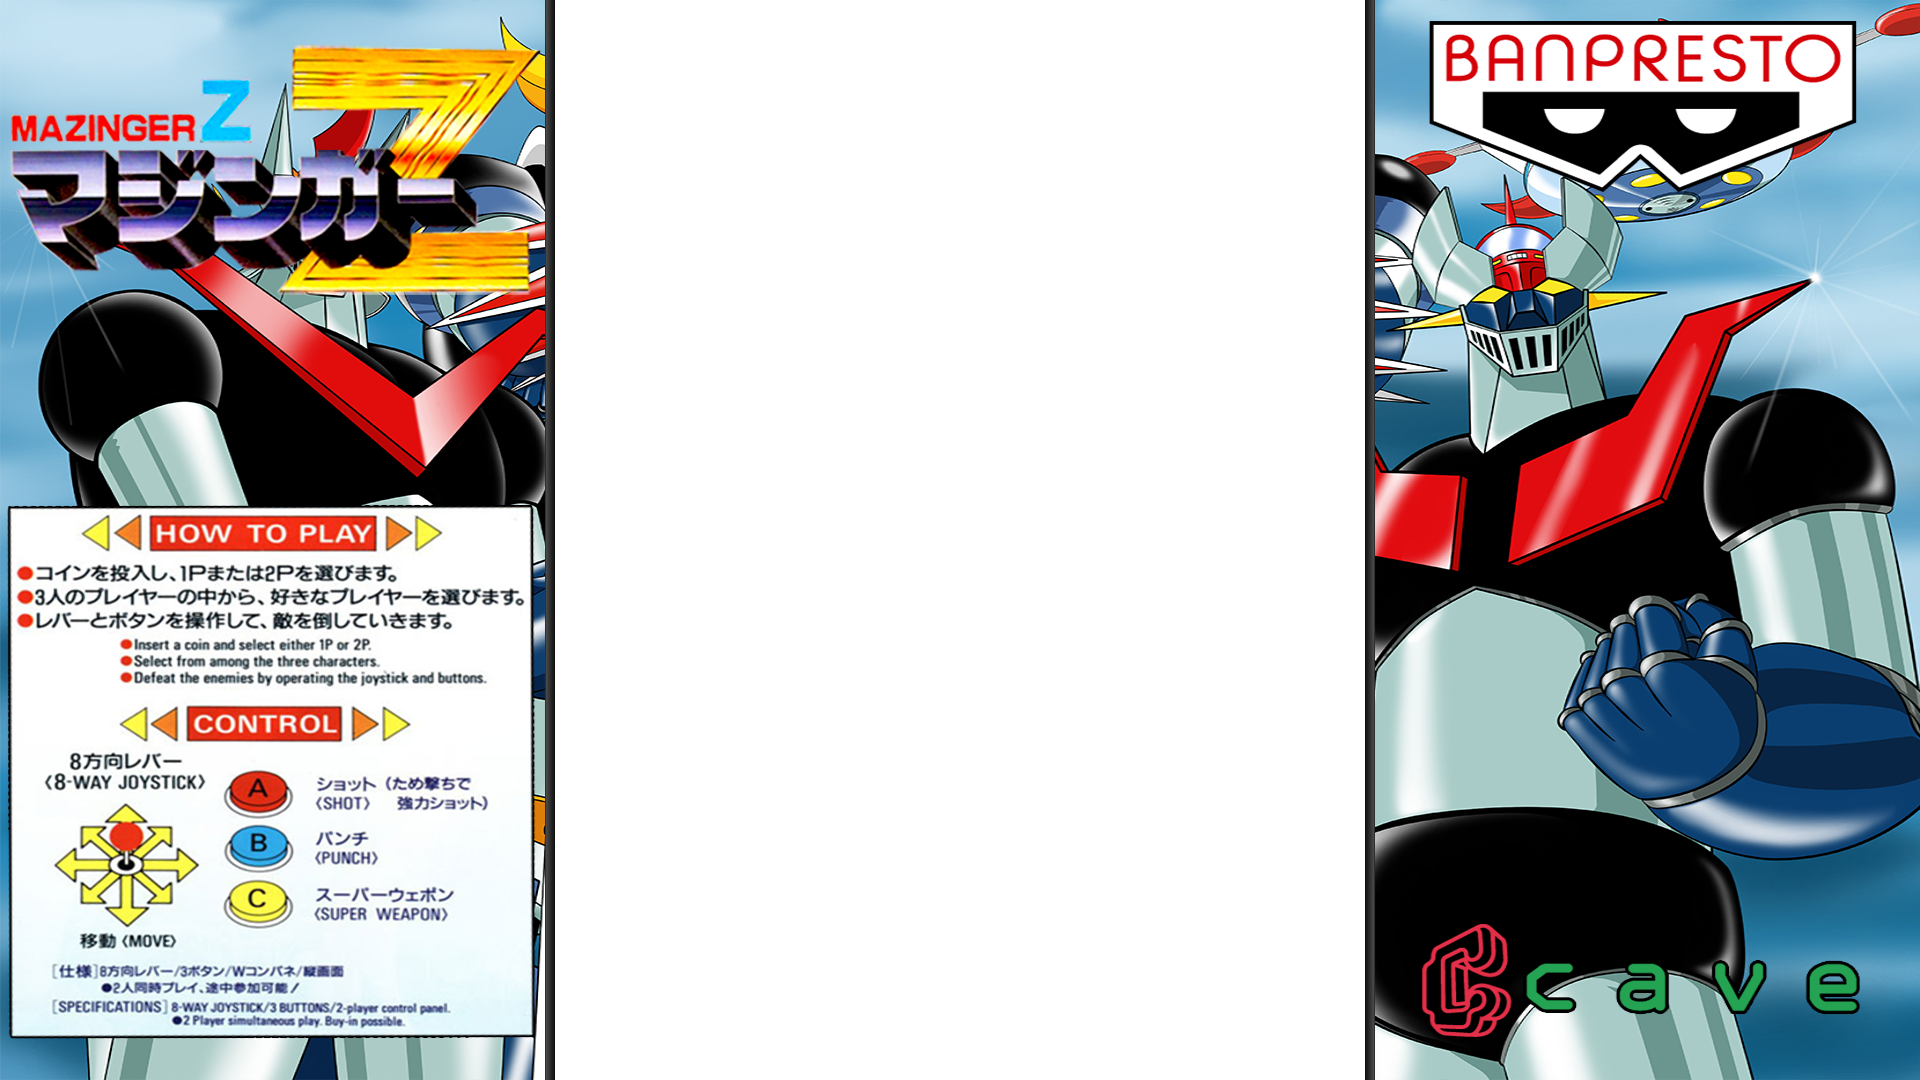 MAZINGER Z
マジンガーZ
HOW TO PLAY
●コインを投入し、1Pまたは2Pを選びます。
●3人のプレイヤーの中から、好きなプレイヤーを選びます。
●レバーとボタンを操作して、敵を倒していきます。
●Insert a coin and select either 1P or 2P.
●Select from among the three characters.
●Defeat the enemies by operating the joystick and buttons.
CONTROL
8方向レバー
〈8-WAY JOYSTICK〉
移動〈MOVE〉
A
ショット（ため撃ちで
〈SHOT〉 強力ショット）
B
パンチ
〈PUNCH〉
C
スーパーウェポン
〈SUPER WEAPON〉
［仕様］8方向レバー/3ボタン/Wコンパネ/縦画面
●2人同時プレイ、途中参加可能！
［SPECIFICATIONS］8-WAY JOYSTICK/3 BUTTONS/2-player control panel.
●2 Player simultaneous play. Buy-in possible.
BANPRESTO
cave